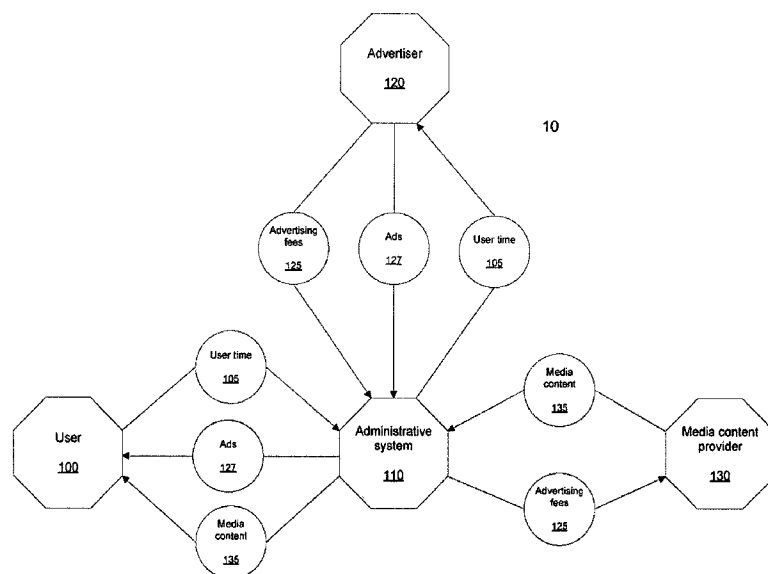 Advertiser
120
10
Advertising
fees
125
Ads
127
User time
105
User time
105
Media
content
135
User
100
Ads
127
Administrative
system
110
Media content
provider
130
Media
content
135
Advertising
fees
125